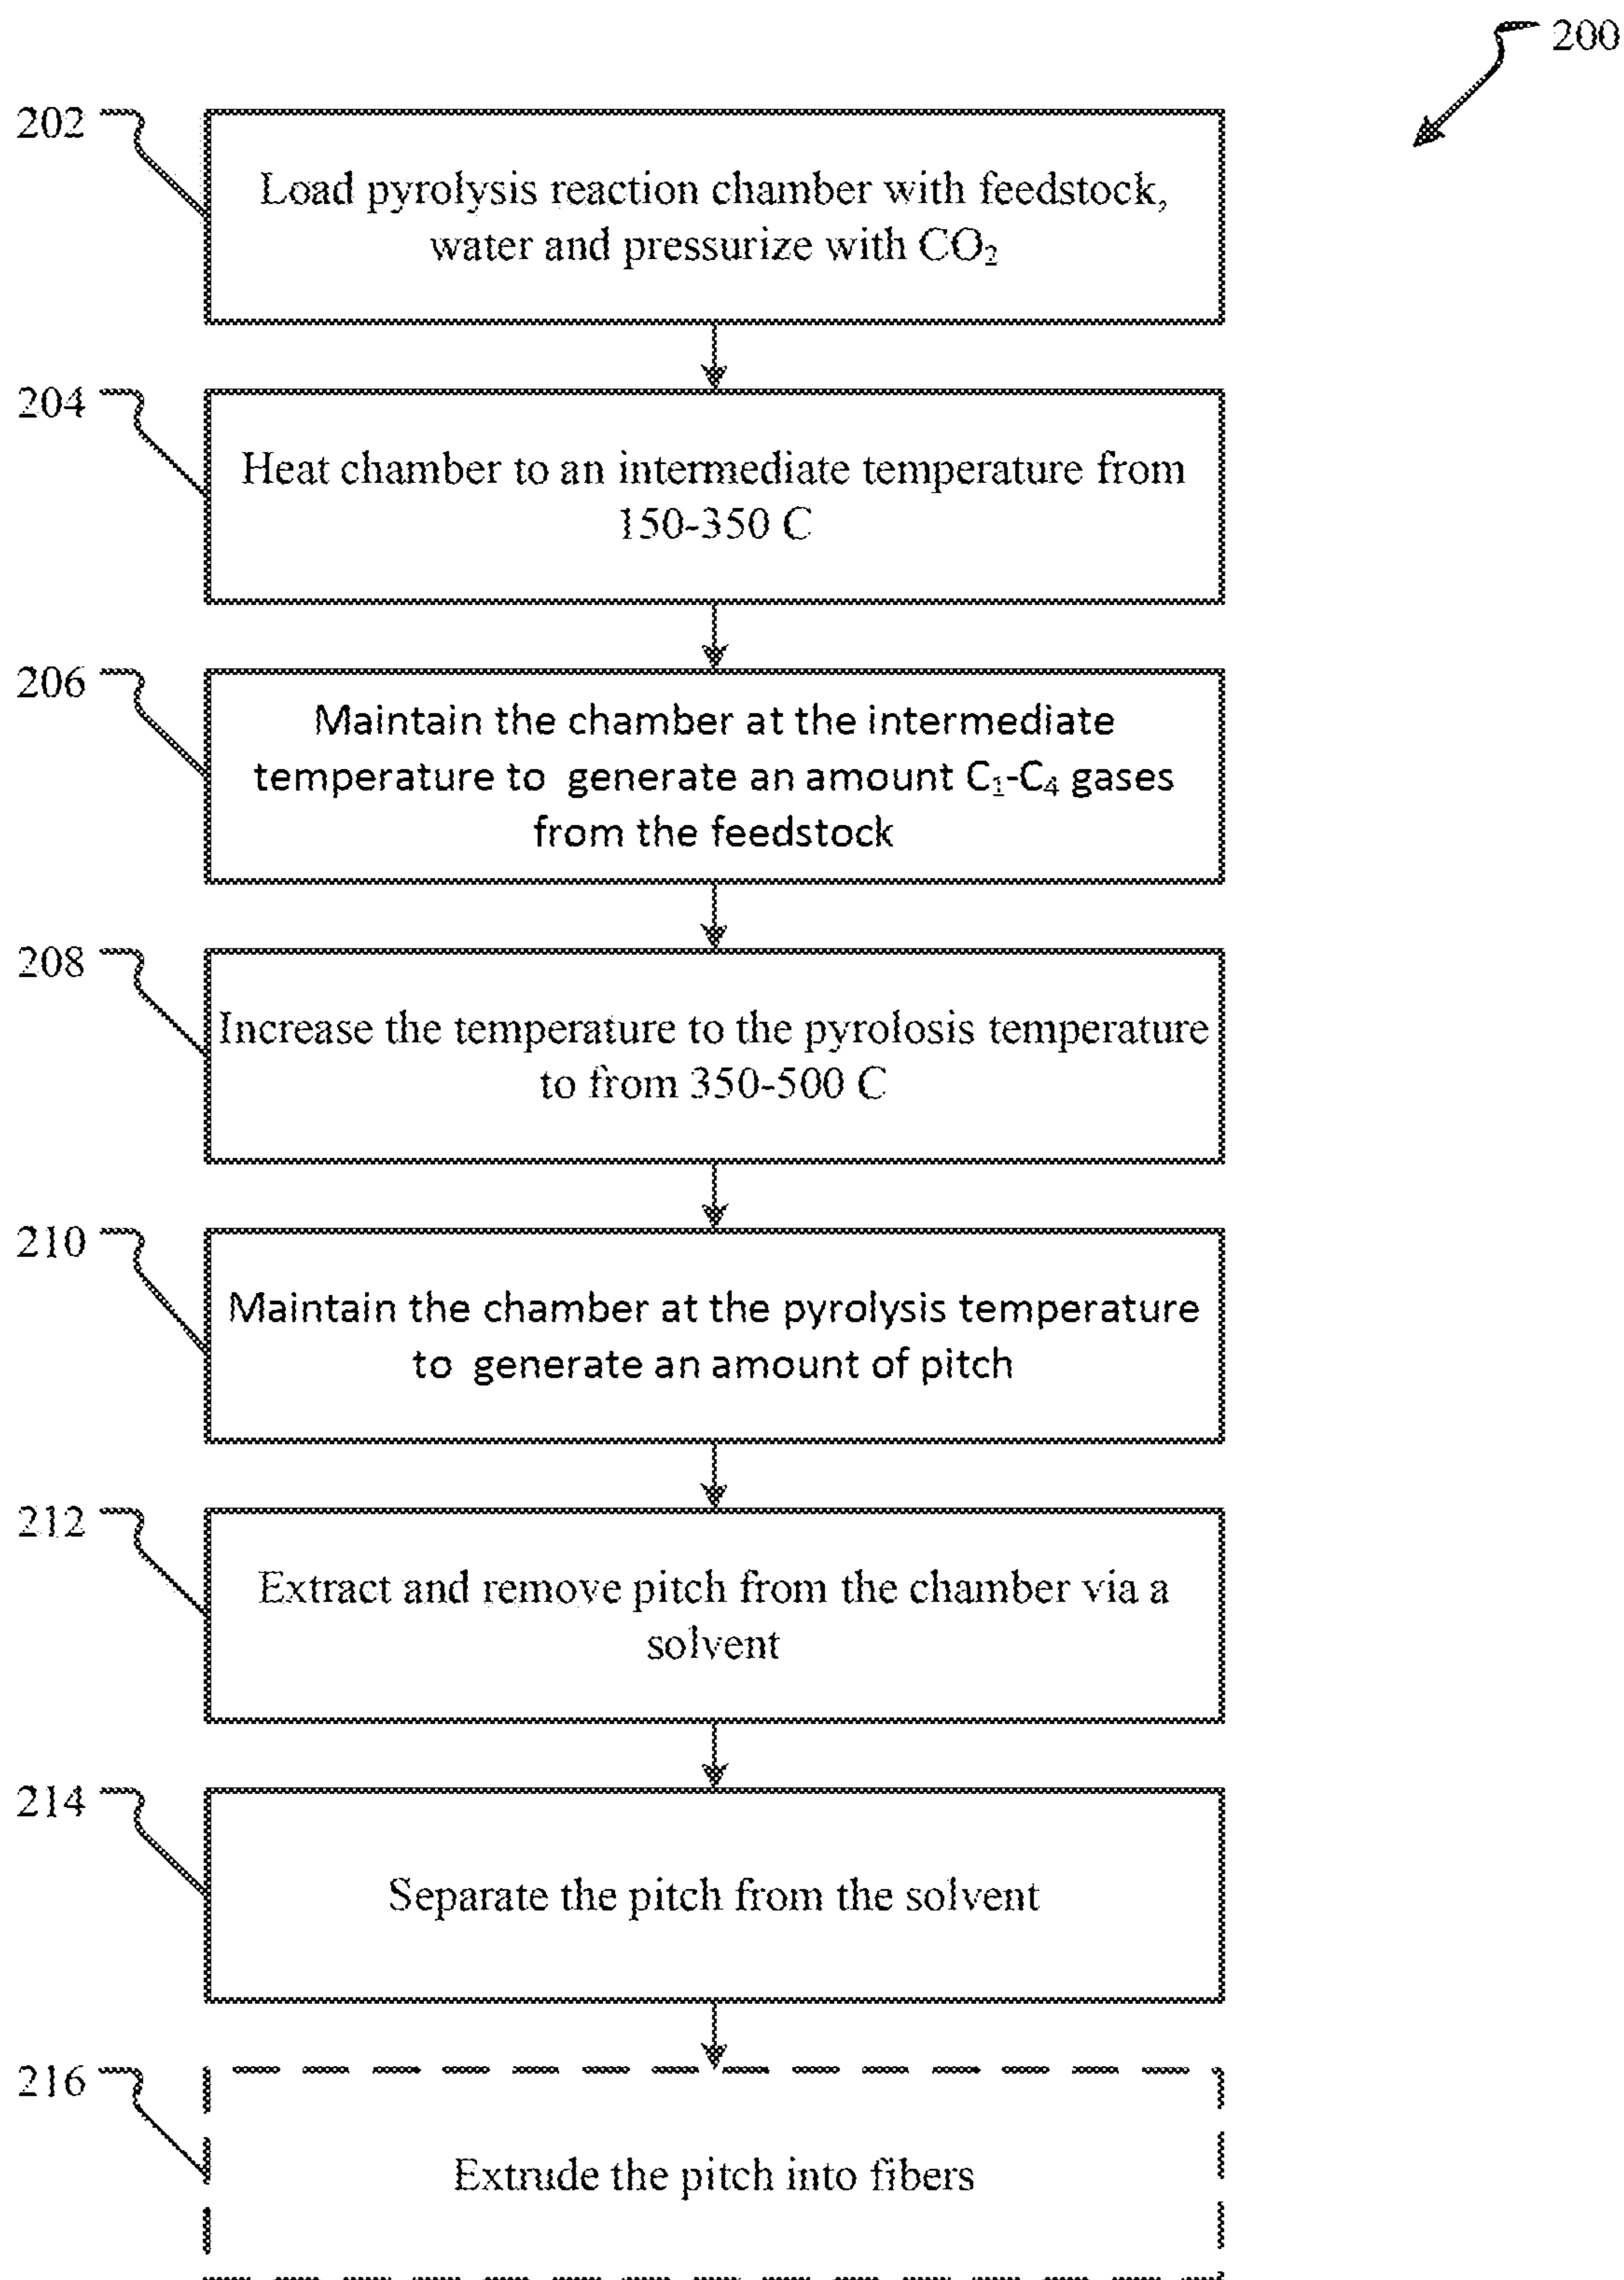 200
202
Load pyrolysis reaction chamber with feedstock,
water and pressurize with CO₂
204
Heat chamber to an intermediate temperature from
150-350 C
206
Maintain the chamber at the intermediate
temperature to generate an amount C₁-C₄ gases
from the feedstock
208
Increase the temperature to the pyrolosis temperature
to from 350-500 C
210
Maintain the chamber at the pyrolysis temperature
to generate an amount of pitch
212
Extract and remove pitch from the chamber via a
solvent
214
Separate the pitch from the solvent
216
Extrude the pitch into fibers